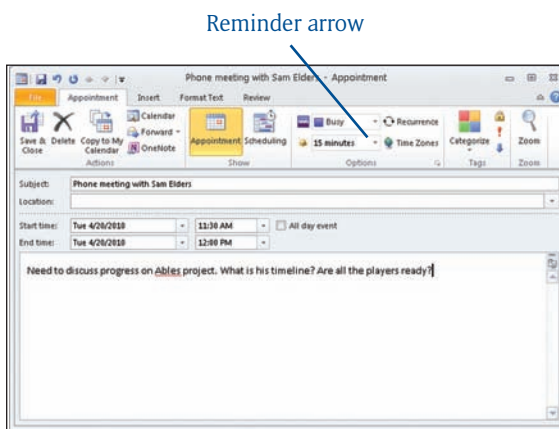 Reminder arrow
Phone meeting with Sam Elders - Appointment
File Appointment Insert Format Text Review
Save & Close
Delete
Copy to My Calendar
Calendar
Forward
OneNote
Actions
Appointment
Scheduling
Show
Busy
15 minutes
Recurrence
Time Zones
Options
Categorize
Tags
Zoom
Zoom
Subject: Phone meeting with Sam Elders
Location:
Start time: Tue 4/20/2010 11:30 AM All day event
End time: Tue 4/20/2010 12:00 PM
Need to discuss progress on Ables project. What is his timeline? Are all the players ready?